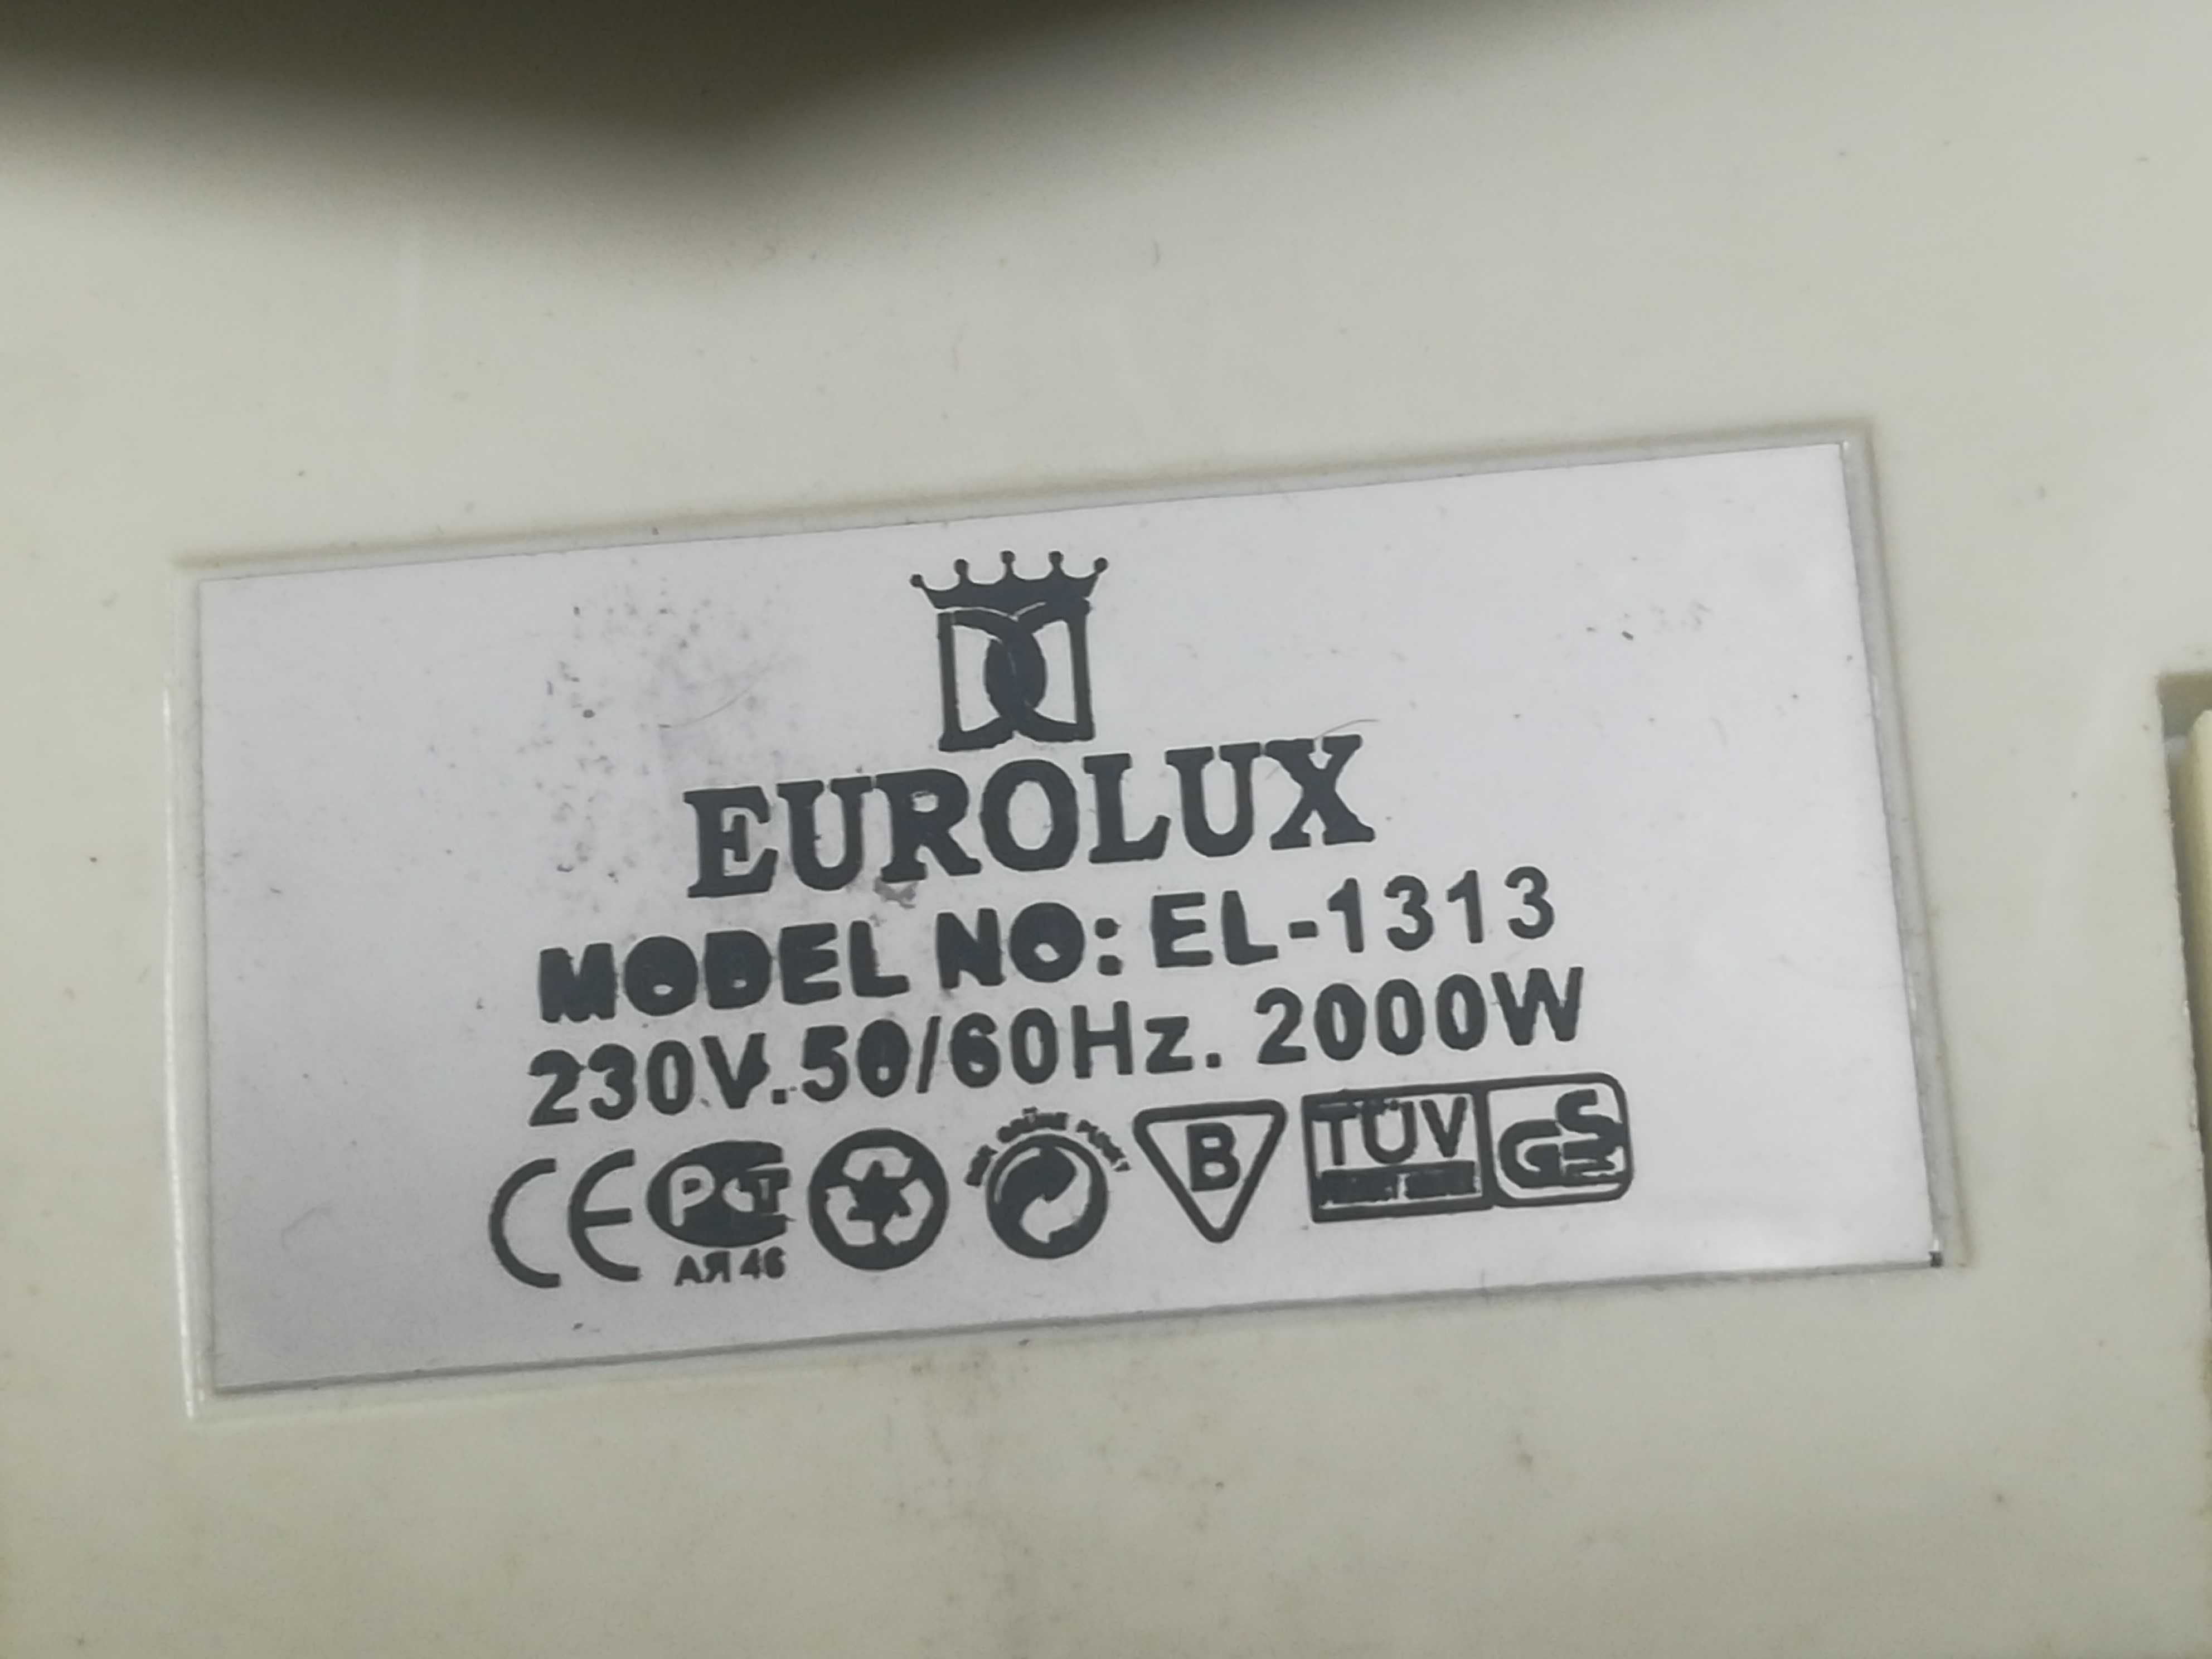 EUROLUX
MODEL NO: EL-1313
230V.50/60Hz. 2000W
CE PCT B TÜV GS
АЯ 46